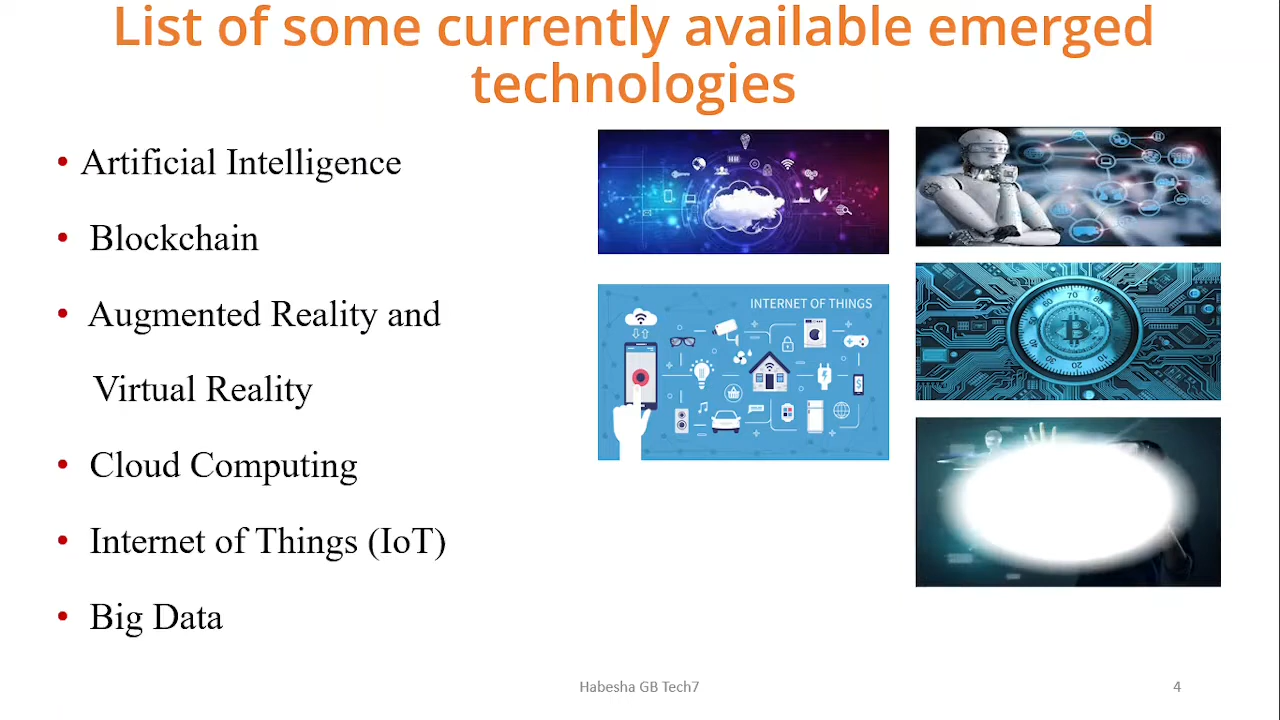 List of some currently available emerged
technologies
• Artificial Intelligence
• Blockchain
• Augmented Reality and
Virtual Reality
• Cloud Computing
• Internet of Things (IoT)
• Big Data
INTERNET OF THINGS
Habesha GB Tech7
4